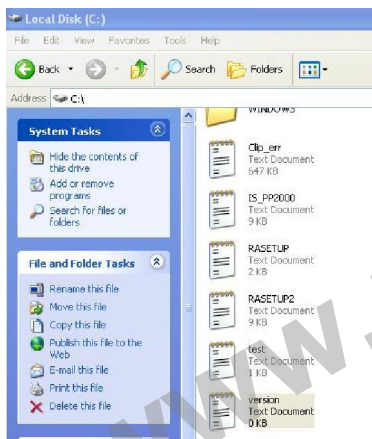 Local Disk (C:)
File Edit View Favorites Tools Help
Back Search Folders
Address C:\
System Tasks
Hide the contents of
this drive
Add or remove
programs
Search for files or
folders
File and Folder Tasks
Rename this file
Move this file
Copy this file
Publish this file to the
Web
E-mail this file
Print this file
Delete this file
WINDOWS
Clip_err
Text Document
647 KB
IS_PP2000
Text Document
9 KB
RASETUP
Text Document
2 KB
RASETUP2
Text Document
9 KB
test
Text Document
1 KB
version
Text Document
0 KB
www.